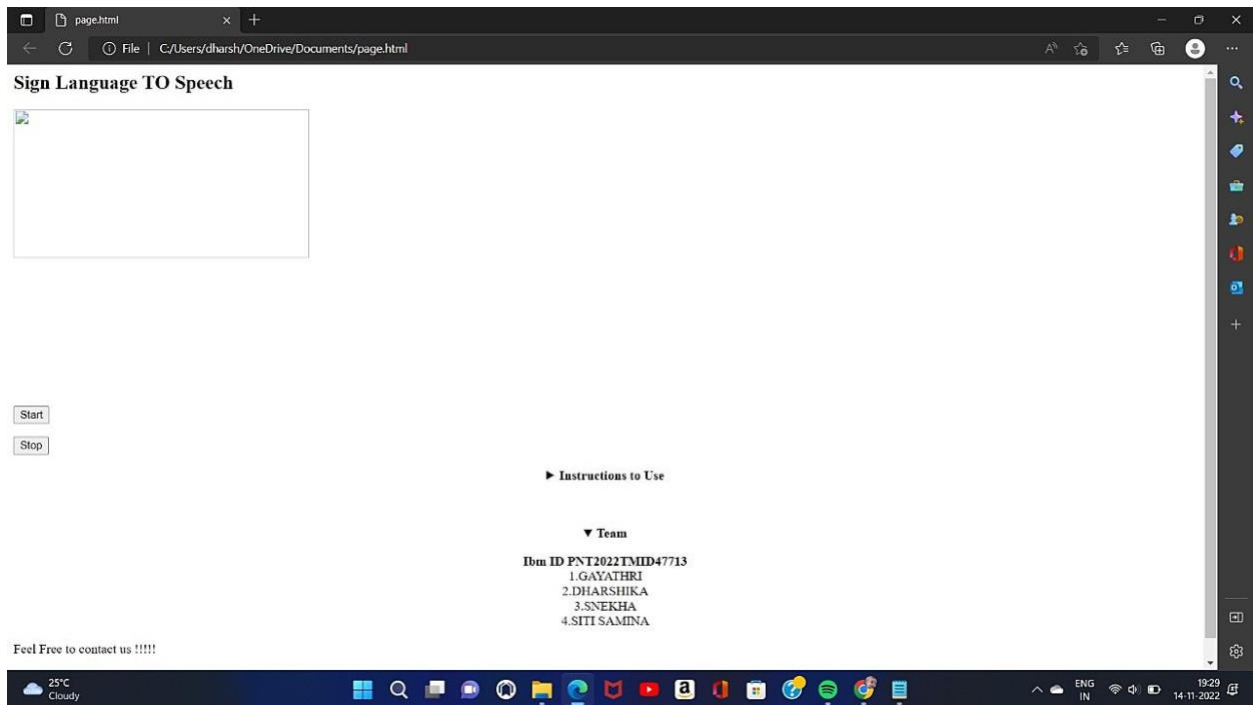 page.html
File | C:/Users/dharsh/OneDrive/Documents/page.html
Sign Language TO Speech
Start
Stop
▶ Instructions to Use
▼ Team
Ibm ID PNT2022TMID47713
1.GAYATHRI
2.DHARSHIKA
3.SNEKHA
4.SITI SAMINA
Feel Free to contact us !!!!!
25°C
Cloudy
ENG
IN
19:29
14-11-2022